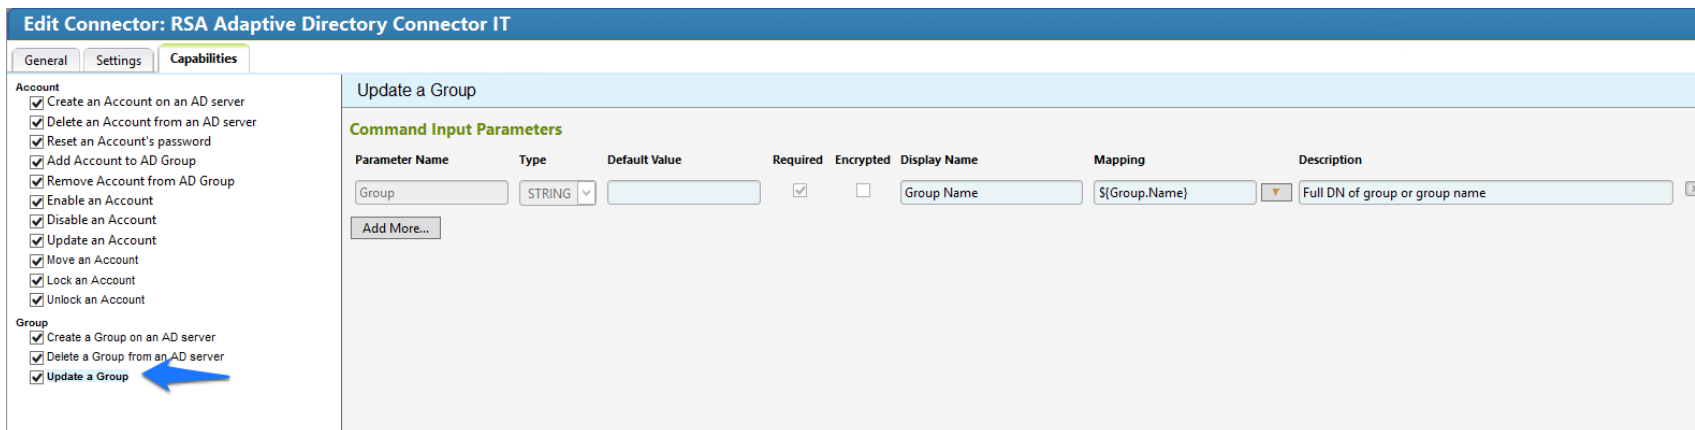 Edit Connector: RSA Adaptive Directory Connector IT
General Settings Capabilities
Account
Create an Account on an AD server
Delete an Account from an AD server
Reset an Account's password
Add Account to AD Group
Remove Account from AD Group
Enable an Account
Disable an Account
Update an Account
Move an Account
Lock an Account
Unlock an Account
Group
Create a Group on an AD server
Delete a Group from an AD server
Update a Group
Update a Group
Command Input Parameters
Parameter Name Type Default Value Required Encrypted Display Name Mapping Description
Group STRING Group Name ${Group.Name} Full DN of group or group name
Add More...